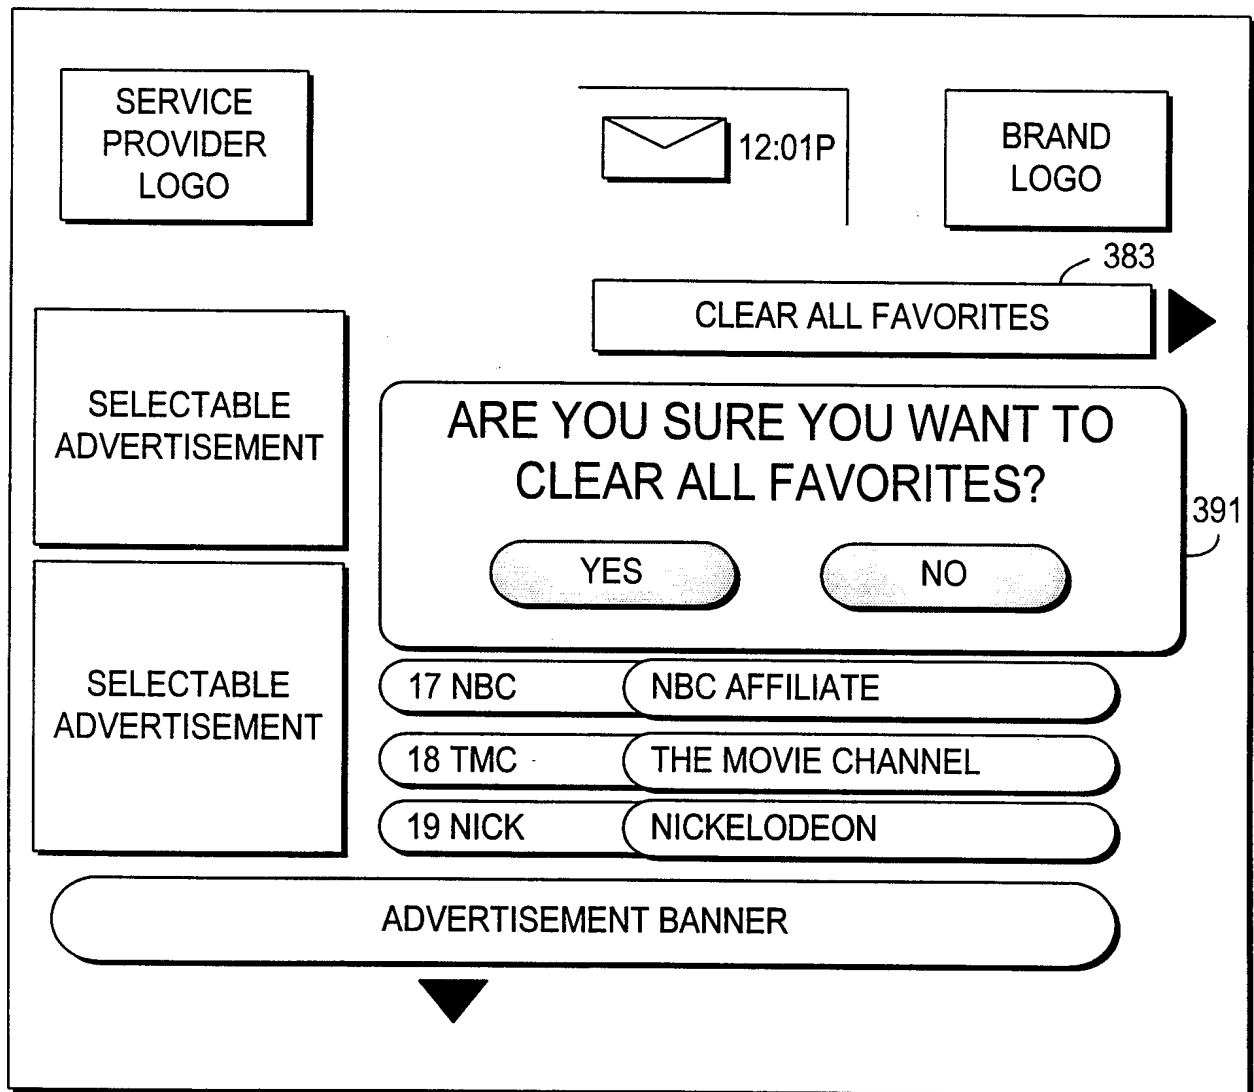 SERVICE
PROVIDER
LOGO
12:01P
BRAND
LOGO
383
CLEAR ALL FAVORITES
SELECTABLE
ADVERTISEMENT
ARE YOU SURE YOU WANT TO
CLEAR ALL FAVORITES?
391
YES
NO
SELECTABLE
ADVERTISEMENT
17 NBC
NBC AFFILIATE
18 TMC
THE MOVIE CHANNEL
19 NICK
NICKELODEON
ADVERTISEMENT BANNER